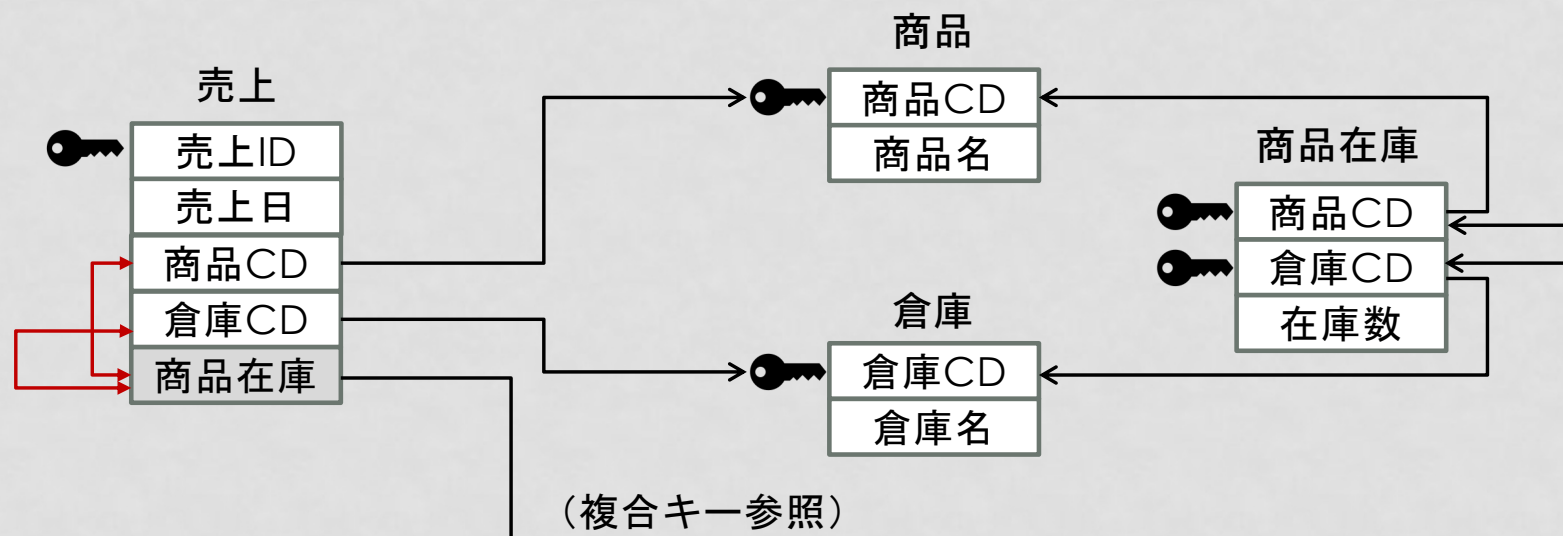 売上
売上ID
売上日
商品CD
倉庫CD
商品在庫
商品
商品CD
商品名
倉庫
倉庫CD
倉庫名
商品在庫
商品CD
倉庫CD
在庫数
（複合キー参照）